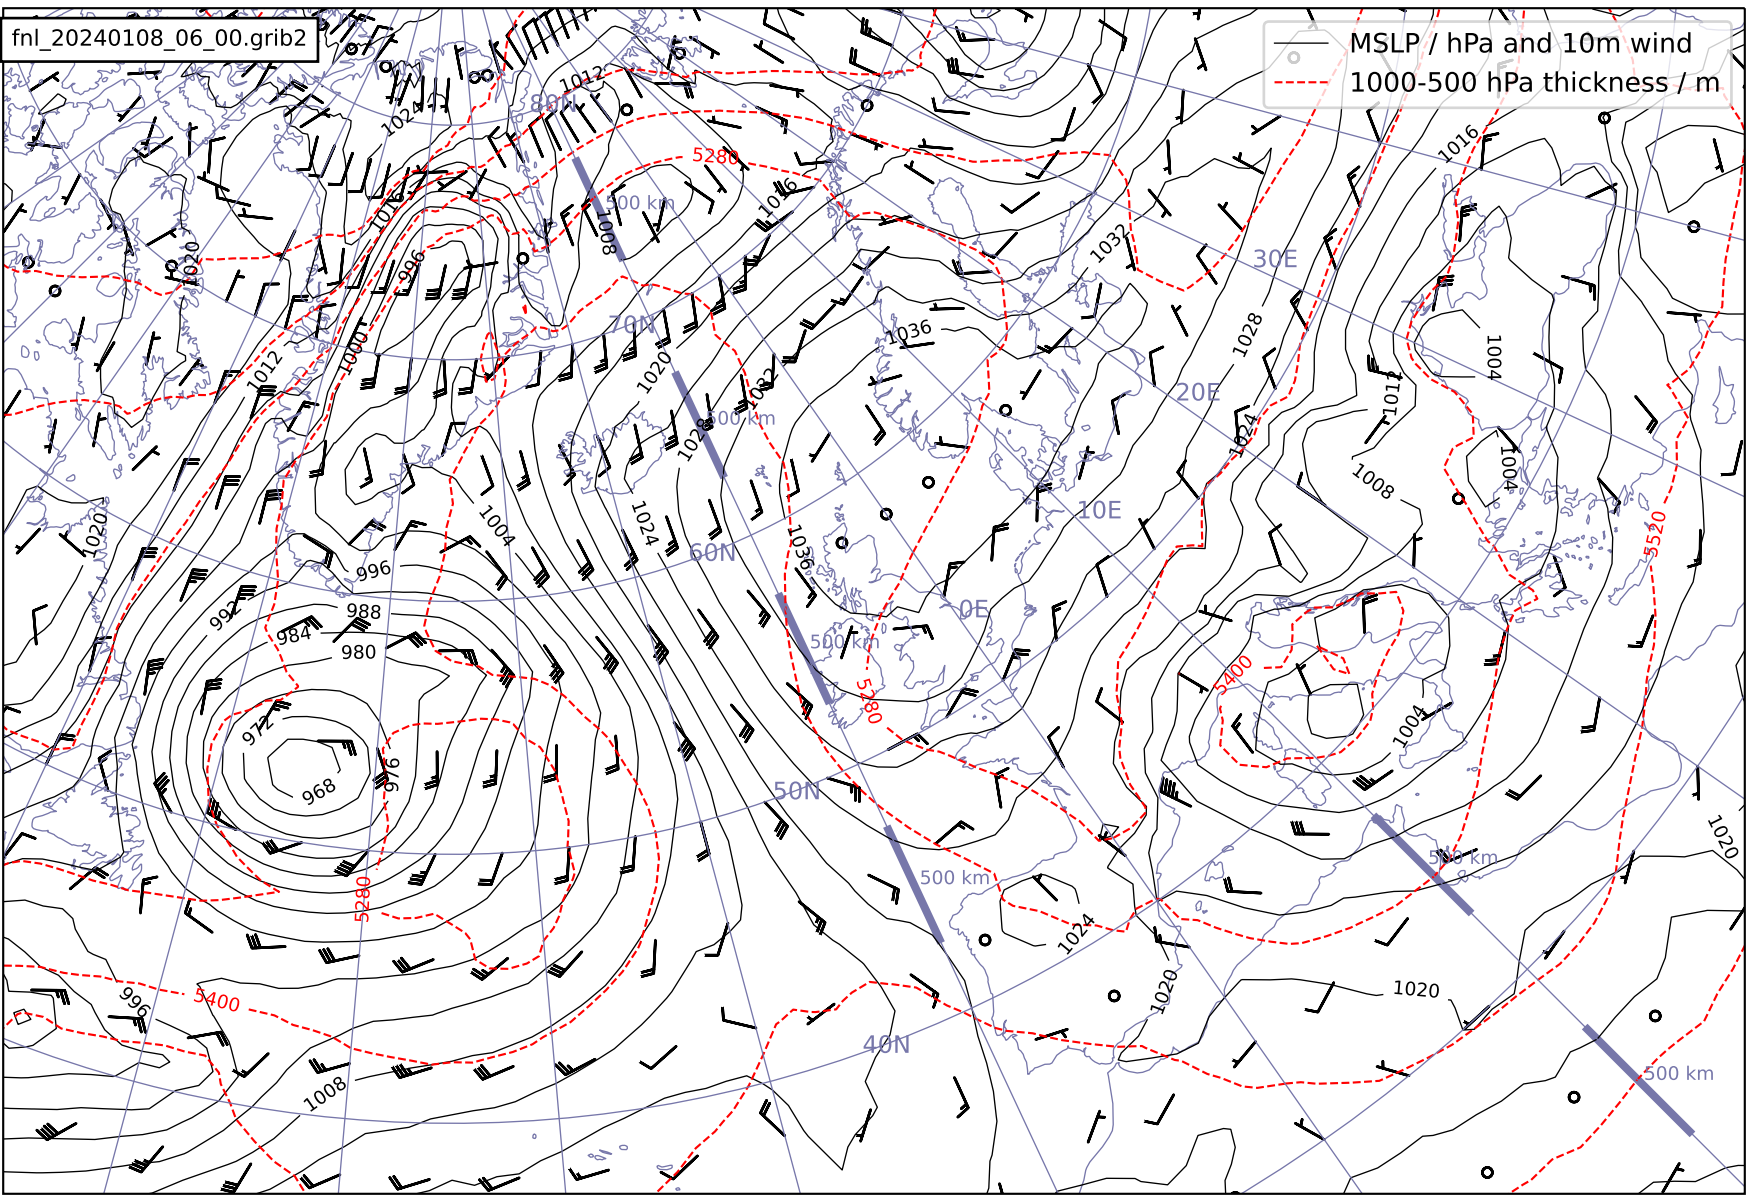 fnl_20240108_06_00.grib2
MSLP / hPa and 10m wind
1000-500 hPa thickness / m
1012
80N
1024
1016
5280
500 km
1016
1016
1008
1032
1020
996
30E
70N
1036
1028
1004
1000
1012
1020
1032
20E
1012
500 km
1028
1024
1004
1008
1020
1004
1024
10E
5520
1036
60N
996
992
988
0E
984
500 km
980
5400
5280
972
1004
976
968
50N
1020
500 km
500 km
5280
1024
996
5400
1020
1020
40N
500 km
1008